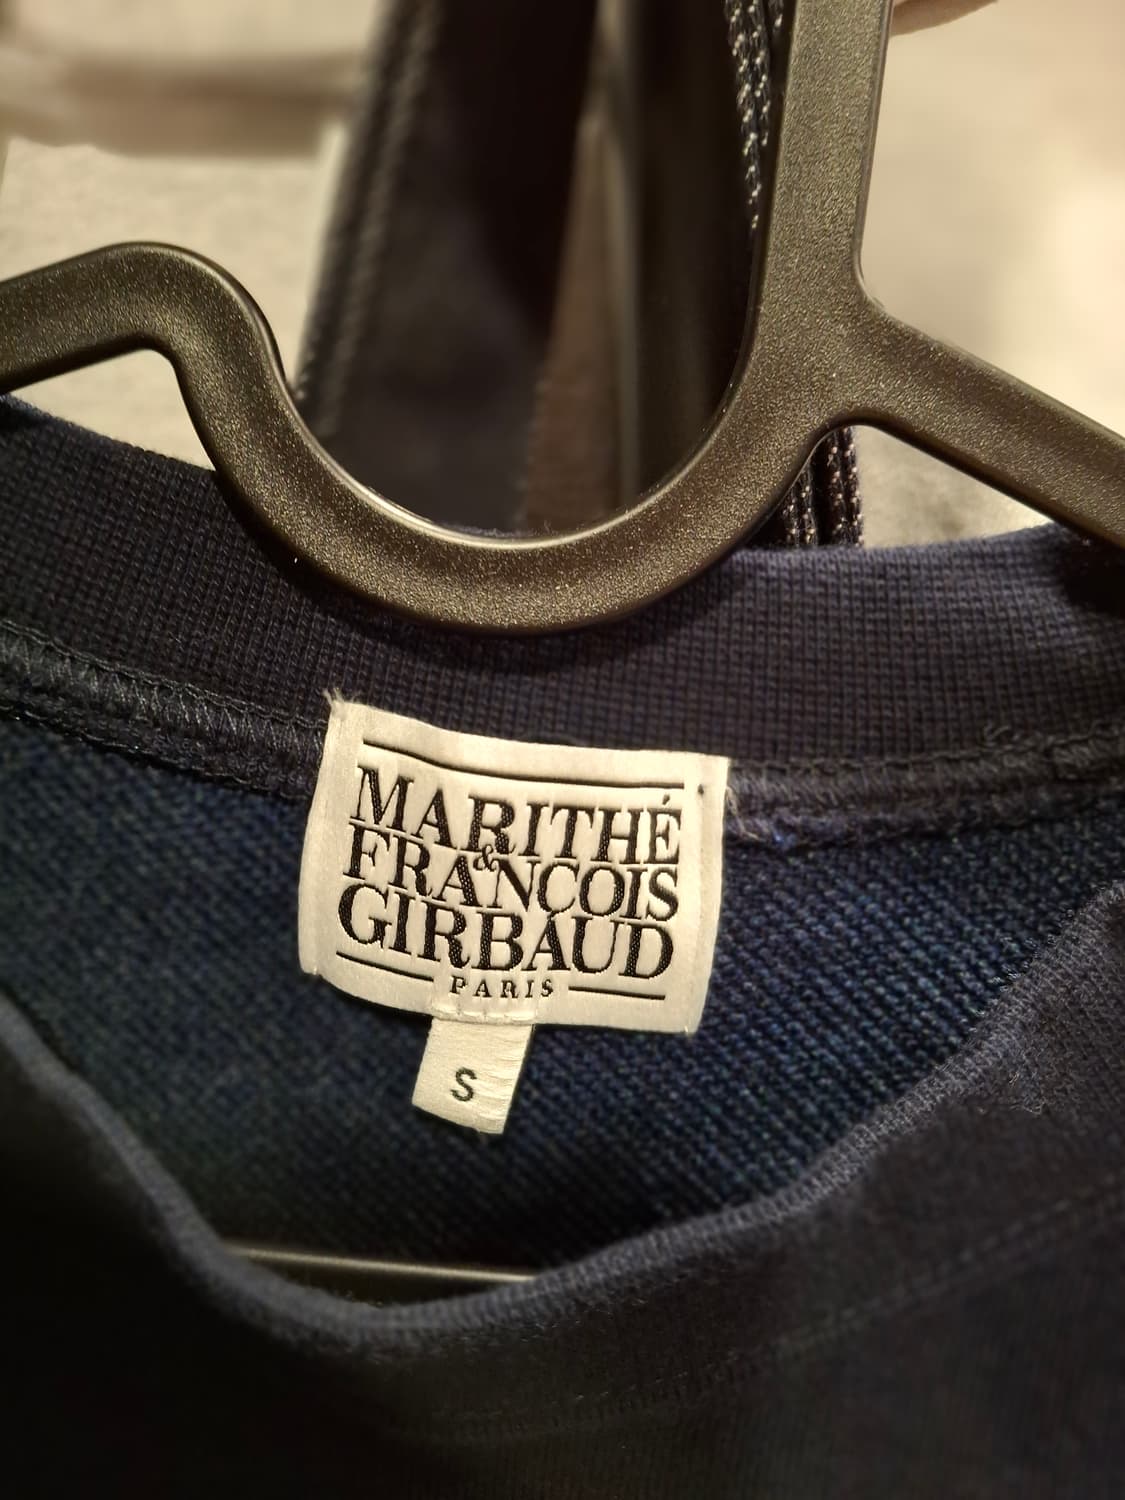 MARITHÉ
&
FRANCOIS
GIRBAUD
PARIS
S